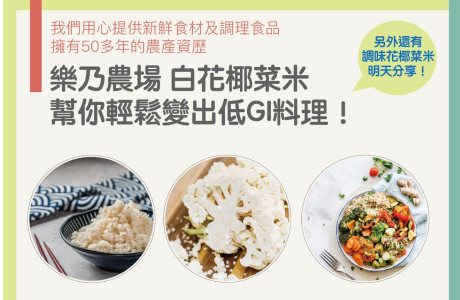 我們用心提供新鮮食材及調理食品
擁有50多年的農產資歷
樂乃農場 白花椰菜米
幫你輕鬆變出低GI料理！
另外還有
調味花椰菜米
明天分享！